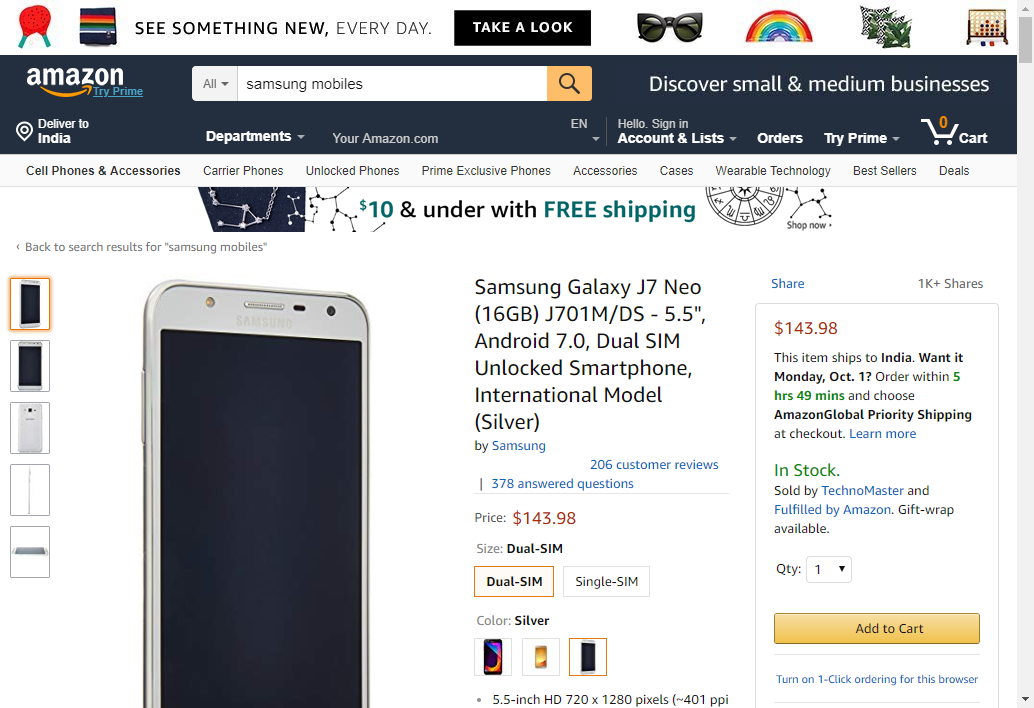 SEE SOMETHING NEW, EVERY DAY.
TAKE A LOOK
amazon
Try Prime
All
samsung mobiles
Discover small & medium businesses
Deliver to
India
Departments
Your Amazon.com
EN
Hello. Sign in
Account & Lists
Orders
Try Prime
0
Cart
Cell Phones & Accessories
Carrier Phones
Unlocked Phones
Prime Exclusive Phones
Accessories
Cases
Wearable Technology
Best Sellers
Deals
$10 & under with FREE shipping
Shop now ›
‹ Back to search results for "samsung mobiles"
SAMSUNG
Samsung Galaxy J7 Neo
(16GB) J701M/DS - 5.5",
Android 7.0, Dual SIM
Unlocked Smartphone,
International Model
(Silver)
by Samsung
206 customer reviews
| 378 answered questions
Price: $143.98
Size: Dual-SIM
Dual-SIM
Single-SIM
Color: Silver
• 5.5-inch HD 720 x 1280 pixels (~401 ppi
Share
1K+ Shares
$143.98
This item ships to India. Want it
Monday, Oct. 1? Order within 5
hrs 49 mins and choose
AmazonGlobal Priority Shipping
at checkout. Learn more
In Stock.
Sold by TechnoMaster and
Fulfilled by Amazon. Gift-wrap
available.
Qty: 1
Add to Cart
Turn on 1-Click ordering for this browser